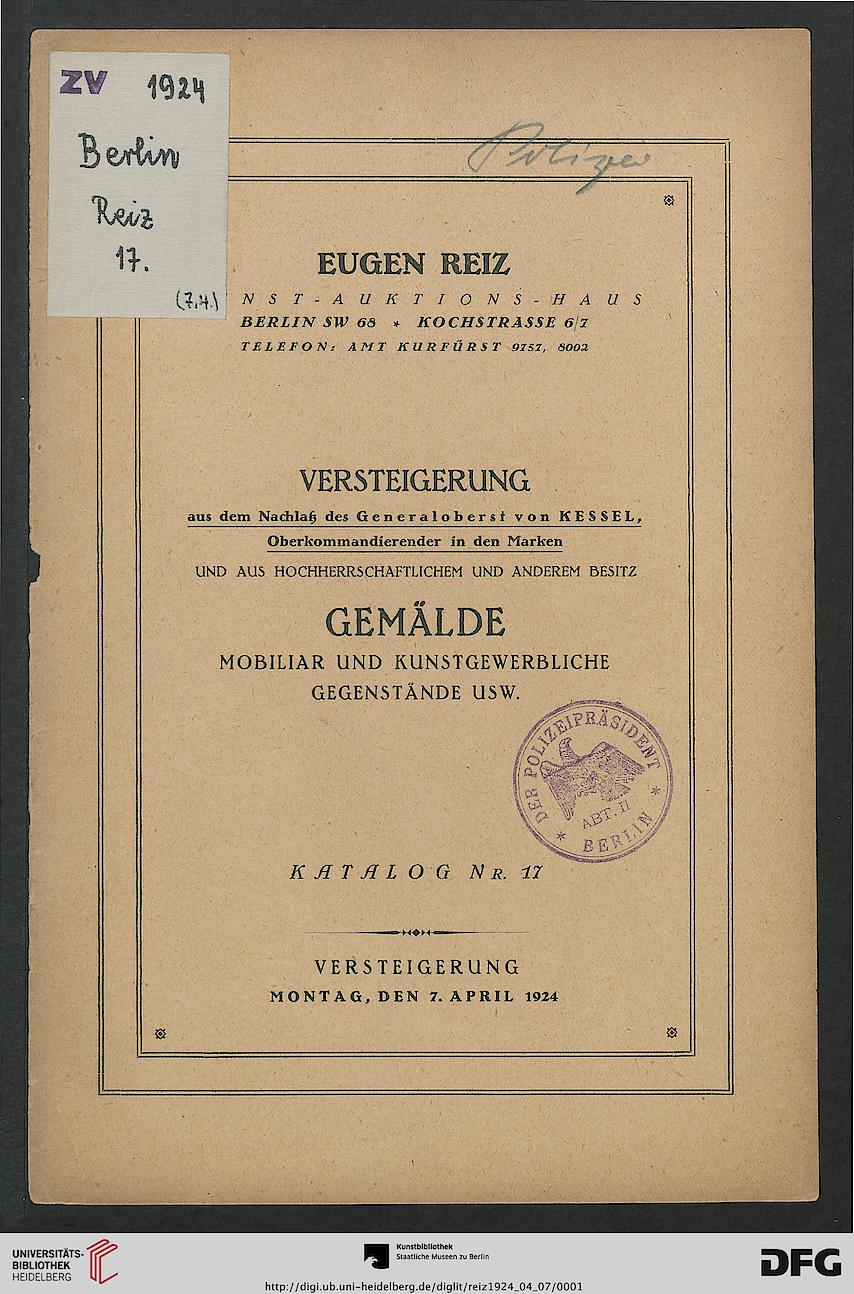 ZV 1924
Berlin
Reiz
17.
(7.4.)
Polizei
EUGEN REIZ
NST-AUKTIONS-HAUS
BERLIN SW 68 * KOCHSTRASSE 6/7
TELEFON: AMT KURFÜRST 9757, 8002
VERSTEIGERUNG
aus dem Nachlaß des Generaloberst von KESSEL,
Oberkommandierender in den Marken
UND AUS HOCHHERRSCHAFTLICHEM UND ANDEREM BESITZ
GEMÄLDE
MOBILIAR UND KUNSTGEWERBLICHE
GEGENSTÄNDE USW.
DER POLIZEIPRÄSIDENT
ABT. II
* BERLIN *
KATALOG NR. 17
VERSTEIGERUNG
MONTAG, DEN 7. APRIL 1924
UNIVERSITÄTS-
BIBLIOTHEK
HEIDELBERG
Kunstbibliothek
Staatliche Museen zu Berlin
DFG
http://digi.ub.uni-heidelberg.de/diglit/reiz1924_04_07/0001